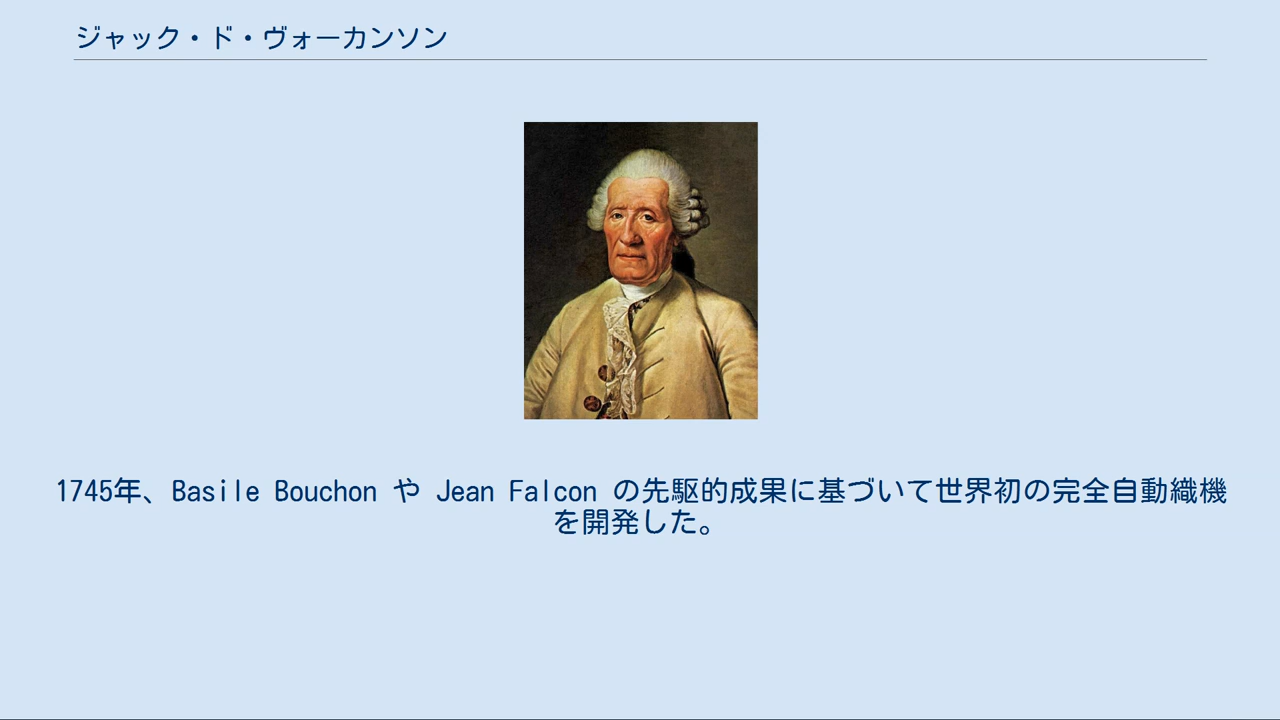 ジャック・ド・ヴォーカンソン
1745年、Basile Bouchon や Jean Falcon の先駆的成果に基づいて世界初の完全自動織機
を開発した。